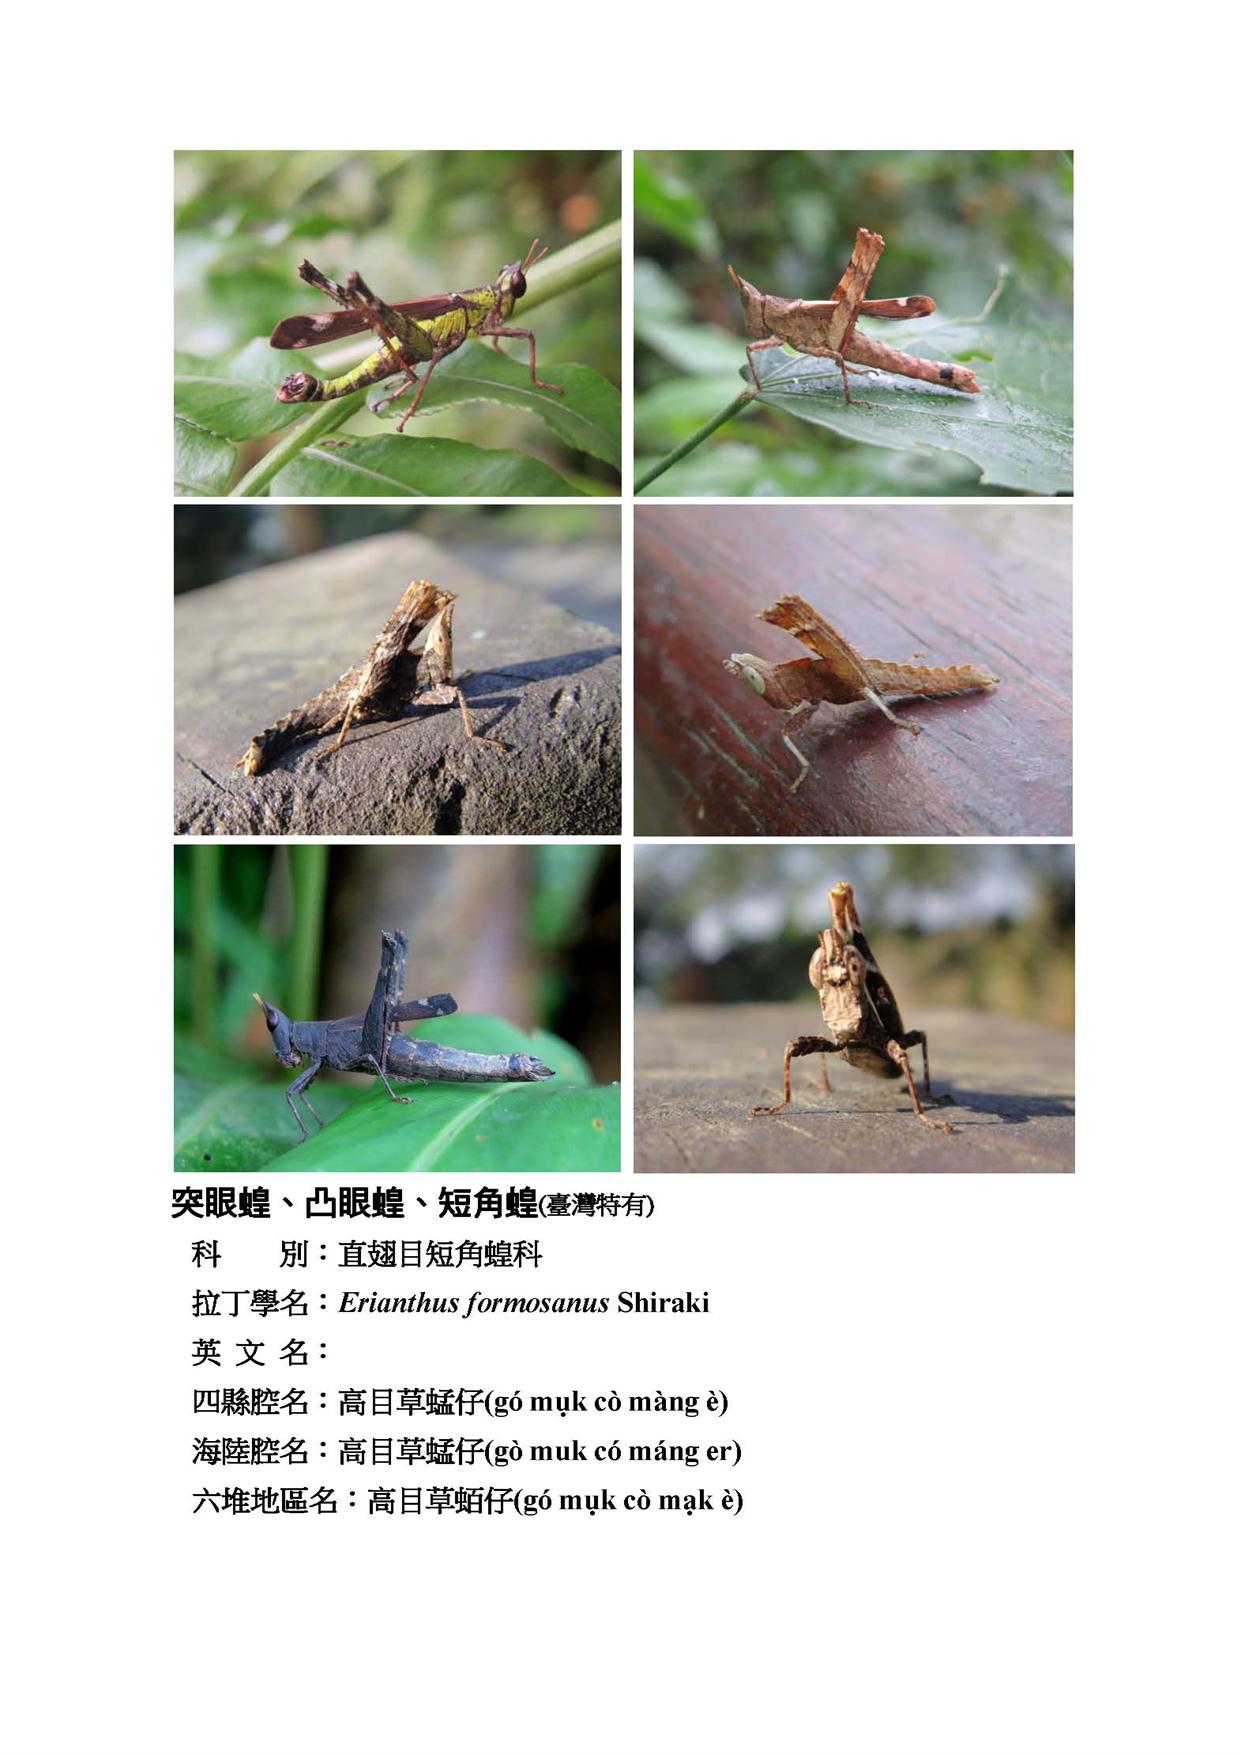 突眼蝗、凸眼蝗、短角蝗(臺灣特有)
科　　別：直翅目短角蝗科
拉丁學名：Erianthus formosanus Shiraki
英 文 名：
四縣腔名：高目草蜢仔(gó mụk cò màng è)
海陸腔名：高目草蜢仔(gò muk có máng er)
六堆地區名：高目草蛨仔(gó mụk cò mạk è)